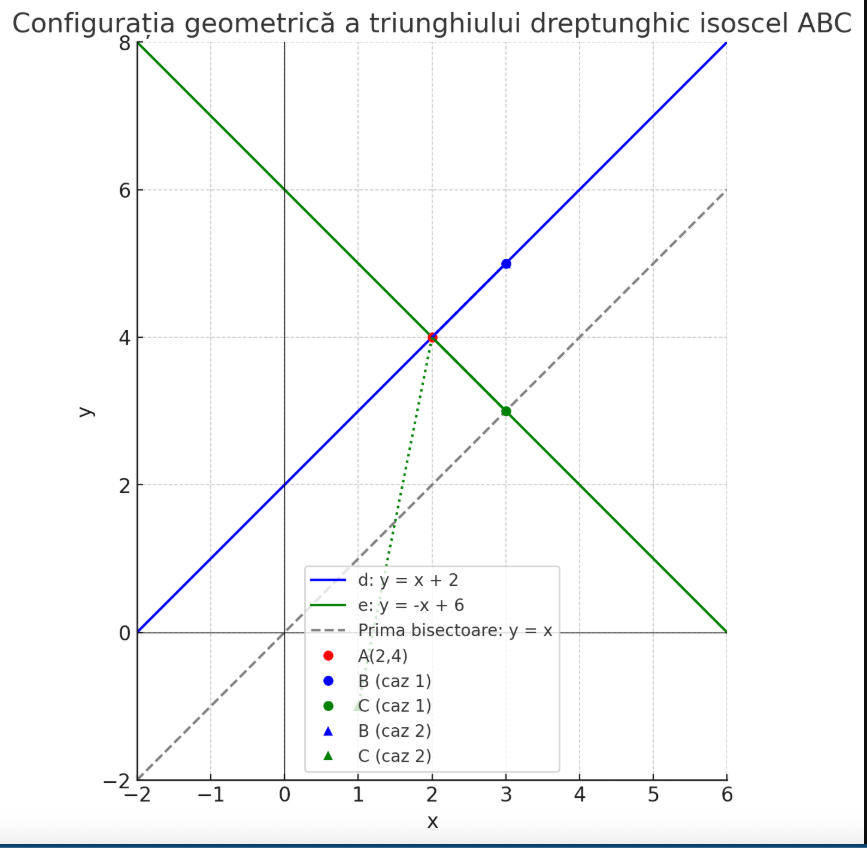 Configurația geometrică a triunghiului dreptunghic isoscel ABC
8
6
4
2
0
−2
y
−2 −1 0 1 2 3 4 5 6
x
d: y = x + 2
e: y = -x + 6
Prima bisectoare: y = x
A(2,4)
B (caz 1)
C (caz 1)
B (caz 2)
C (caz 2)